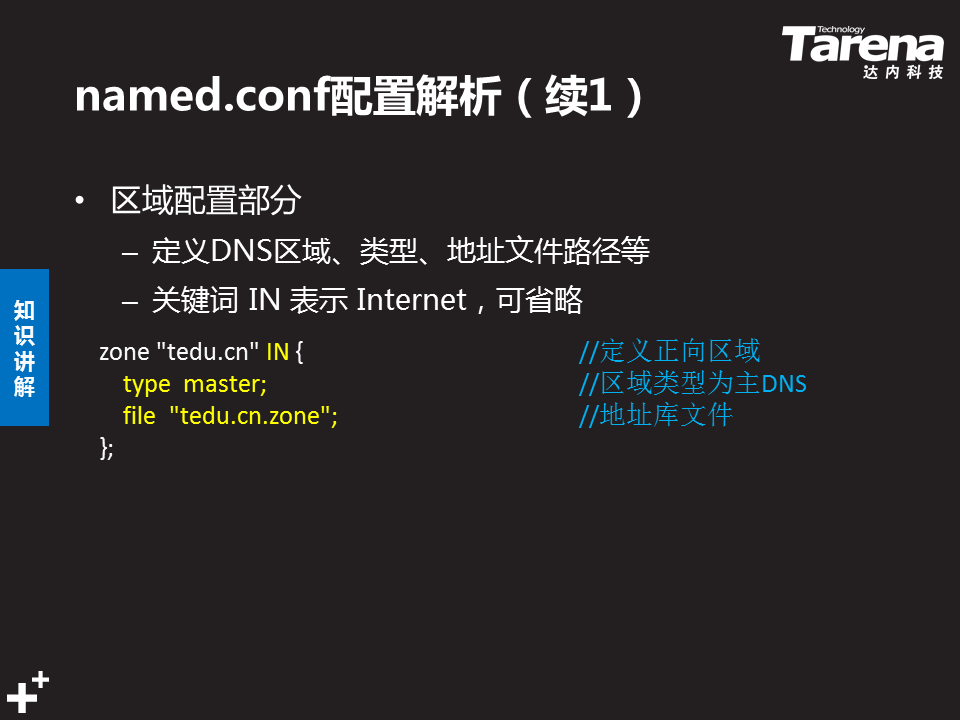 Technology
Tarena
达内科技
named.conf配置解析（续1）
• 区域配置部分
– 定义DNS区域、类型、地址文件路径等
– 关键词 IN 表示 Internet，可省略
知识讲解
zone "tedu.cn" IN { //定义正向区域
type master; //区域类型为主DNS
file "tedu.cn.zone"; //地址库文件
};